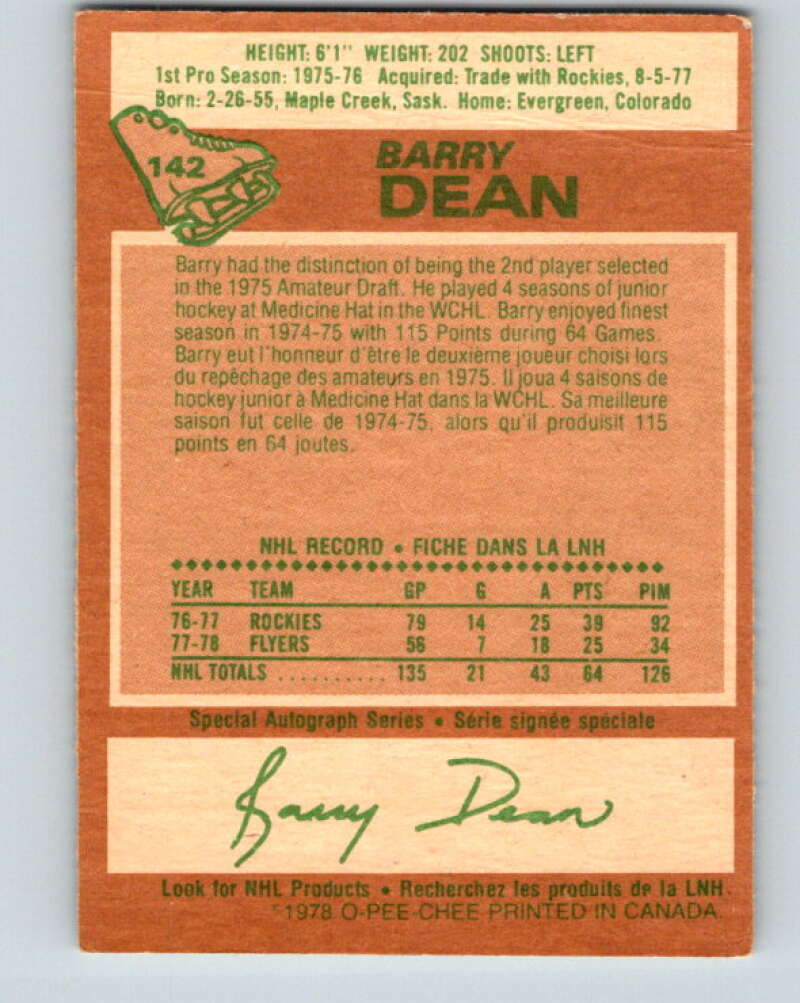 HEIGHT: 6'1" WEIGHT: 202 SHOOTS: LEFT
1st Pro Season: 1975-76 Acquired: Trade with Rockies, 8-5-77
Born: 2-26-55, Maple Creek, Sask. Home: Evergreen, Colorado
142
BARRY
DEAN
Barry had the distinction of being the 2nd player selected
in the 1975 Amateur Draft. He played 4 seasons of junior
hockey at Medicine Hat in the WCHL. Barry enjoyed finest
season in 1974-75 with 115 Points during 64 Games.
Barry eut l'honneur d'être le deuxième joueur choisi lors
du repêchage des amateurs en 1975. Il joua 4 saisons de
hockey junior à Medicine Hat dans la WCHL. Sa meilleure
saison fut celle de 1974-75, alors qu'il produisit 115
points en 64 joutes.
NHL RECORD • FICHE DANS LA LNH
YEAR TEAM GP G A PTS PIM
76-77 ROCKIES 79 14 25 39 92
77-78 FLYERS 56 7 18 25 34
NHL TOTALS .......... 135 21 43 64 126
Special Autograph Series • Série signée spéciale
Barry Dean
Look for NHL Products • Recherchez les produits de la LNH.
©1978 O-PEE-CHEE PRINTED IN CANADA.